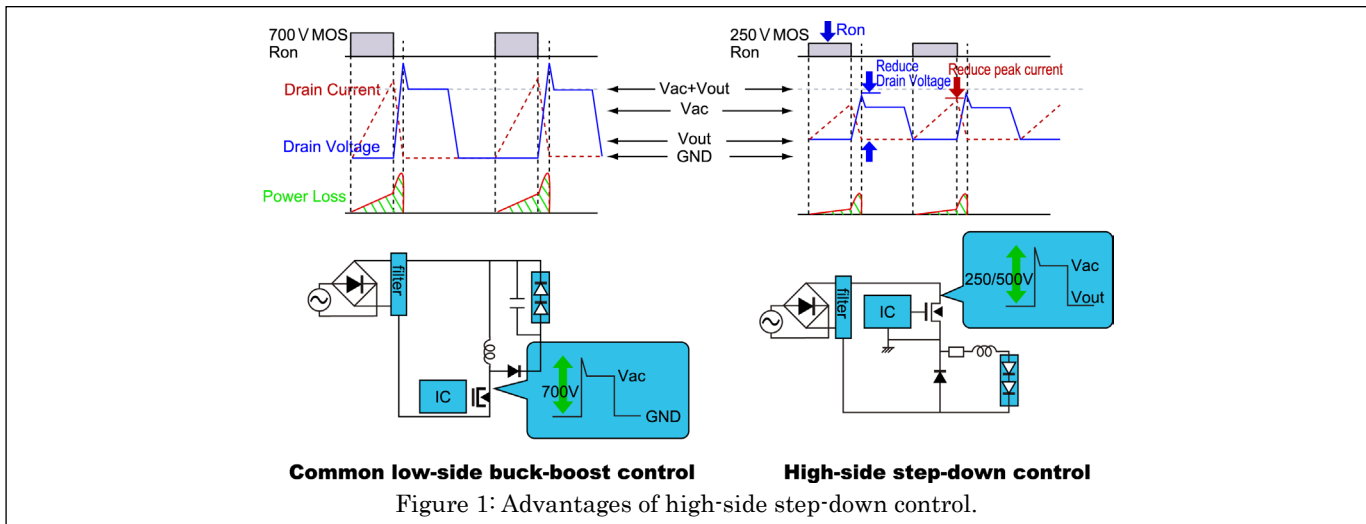 700 V MOS
Ron
Drain Current
Drain Voltage
Power Loss
Vac+Vout
Vac
Vout
GND
250 V MOS
Ron
Ron
Reduce
Drain Voltage
Reduce peak current
filter
IC
700V
Vac
GND
filter
IC
250/500V
Vac
Vout
Common low-side buck-boost control
High-side step-down control
Figure 1: Advantages of high-side step-down control.